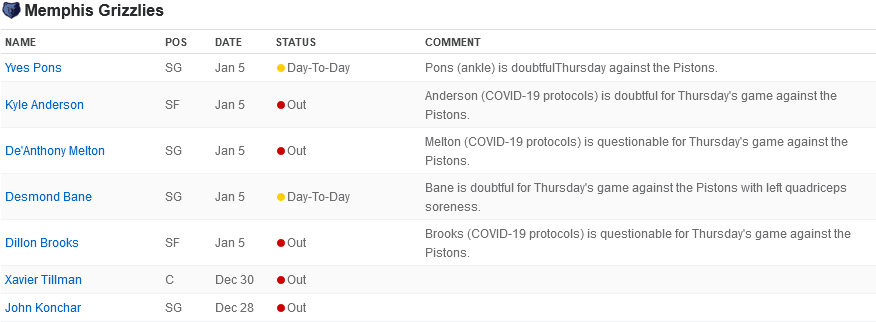 Memphis Grizzlies
NAME POS DATE STATUS COMMENT
Yves Pons SG Jan 5 Day-To-Day Pons (ankle) is doubtfulThursday against the Pistons.
Kyle Anderson SF Jan 5 Out Anderson (COVID-19 protocols) is doubtful for Thursday's game against the
Pistons.
De'Anthony Melton SG Jan 5 Out Melton (COVID-19 protocols) is questionable for Thursday's game against the
Pistons.
Desmond Bane SG Jan 5 Day-To-Day Bane is doubtful for Thursday's game against the Pistons with left quadriceps
soreness.
Dillon Brooks SF Jan 5 Out Brooks (COVID-19 protocols) is questionable for Thursday's game against the
Pistons.
Xavier Tillman C Dec 30 Out
John Konchar SG Dec 28 Out